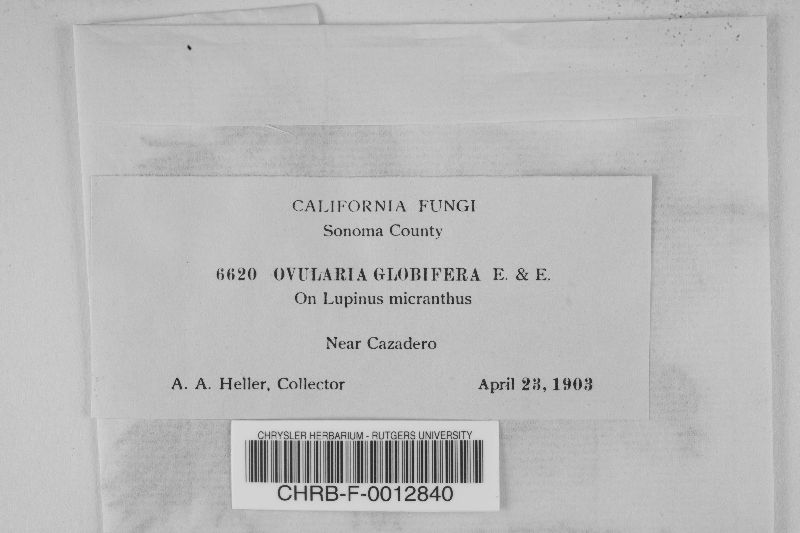 CALIFORNIA FUNGI
Sonoma County
6620 OVULARIA GLOBIFERA E. & E.
On Lupinus micranthus
Near Cazadero
A. A. Heller, Collector April 23, 1903
CHRYSLER HERBARIUM - RUTGERS UNIVERSITY
CHRB-F-0012840